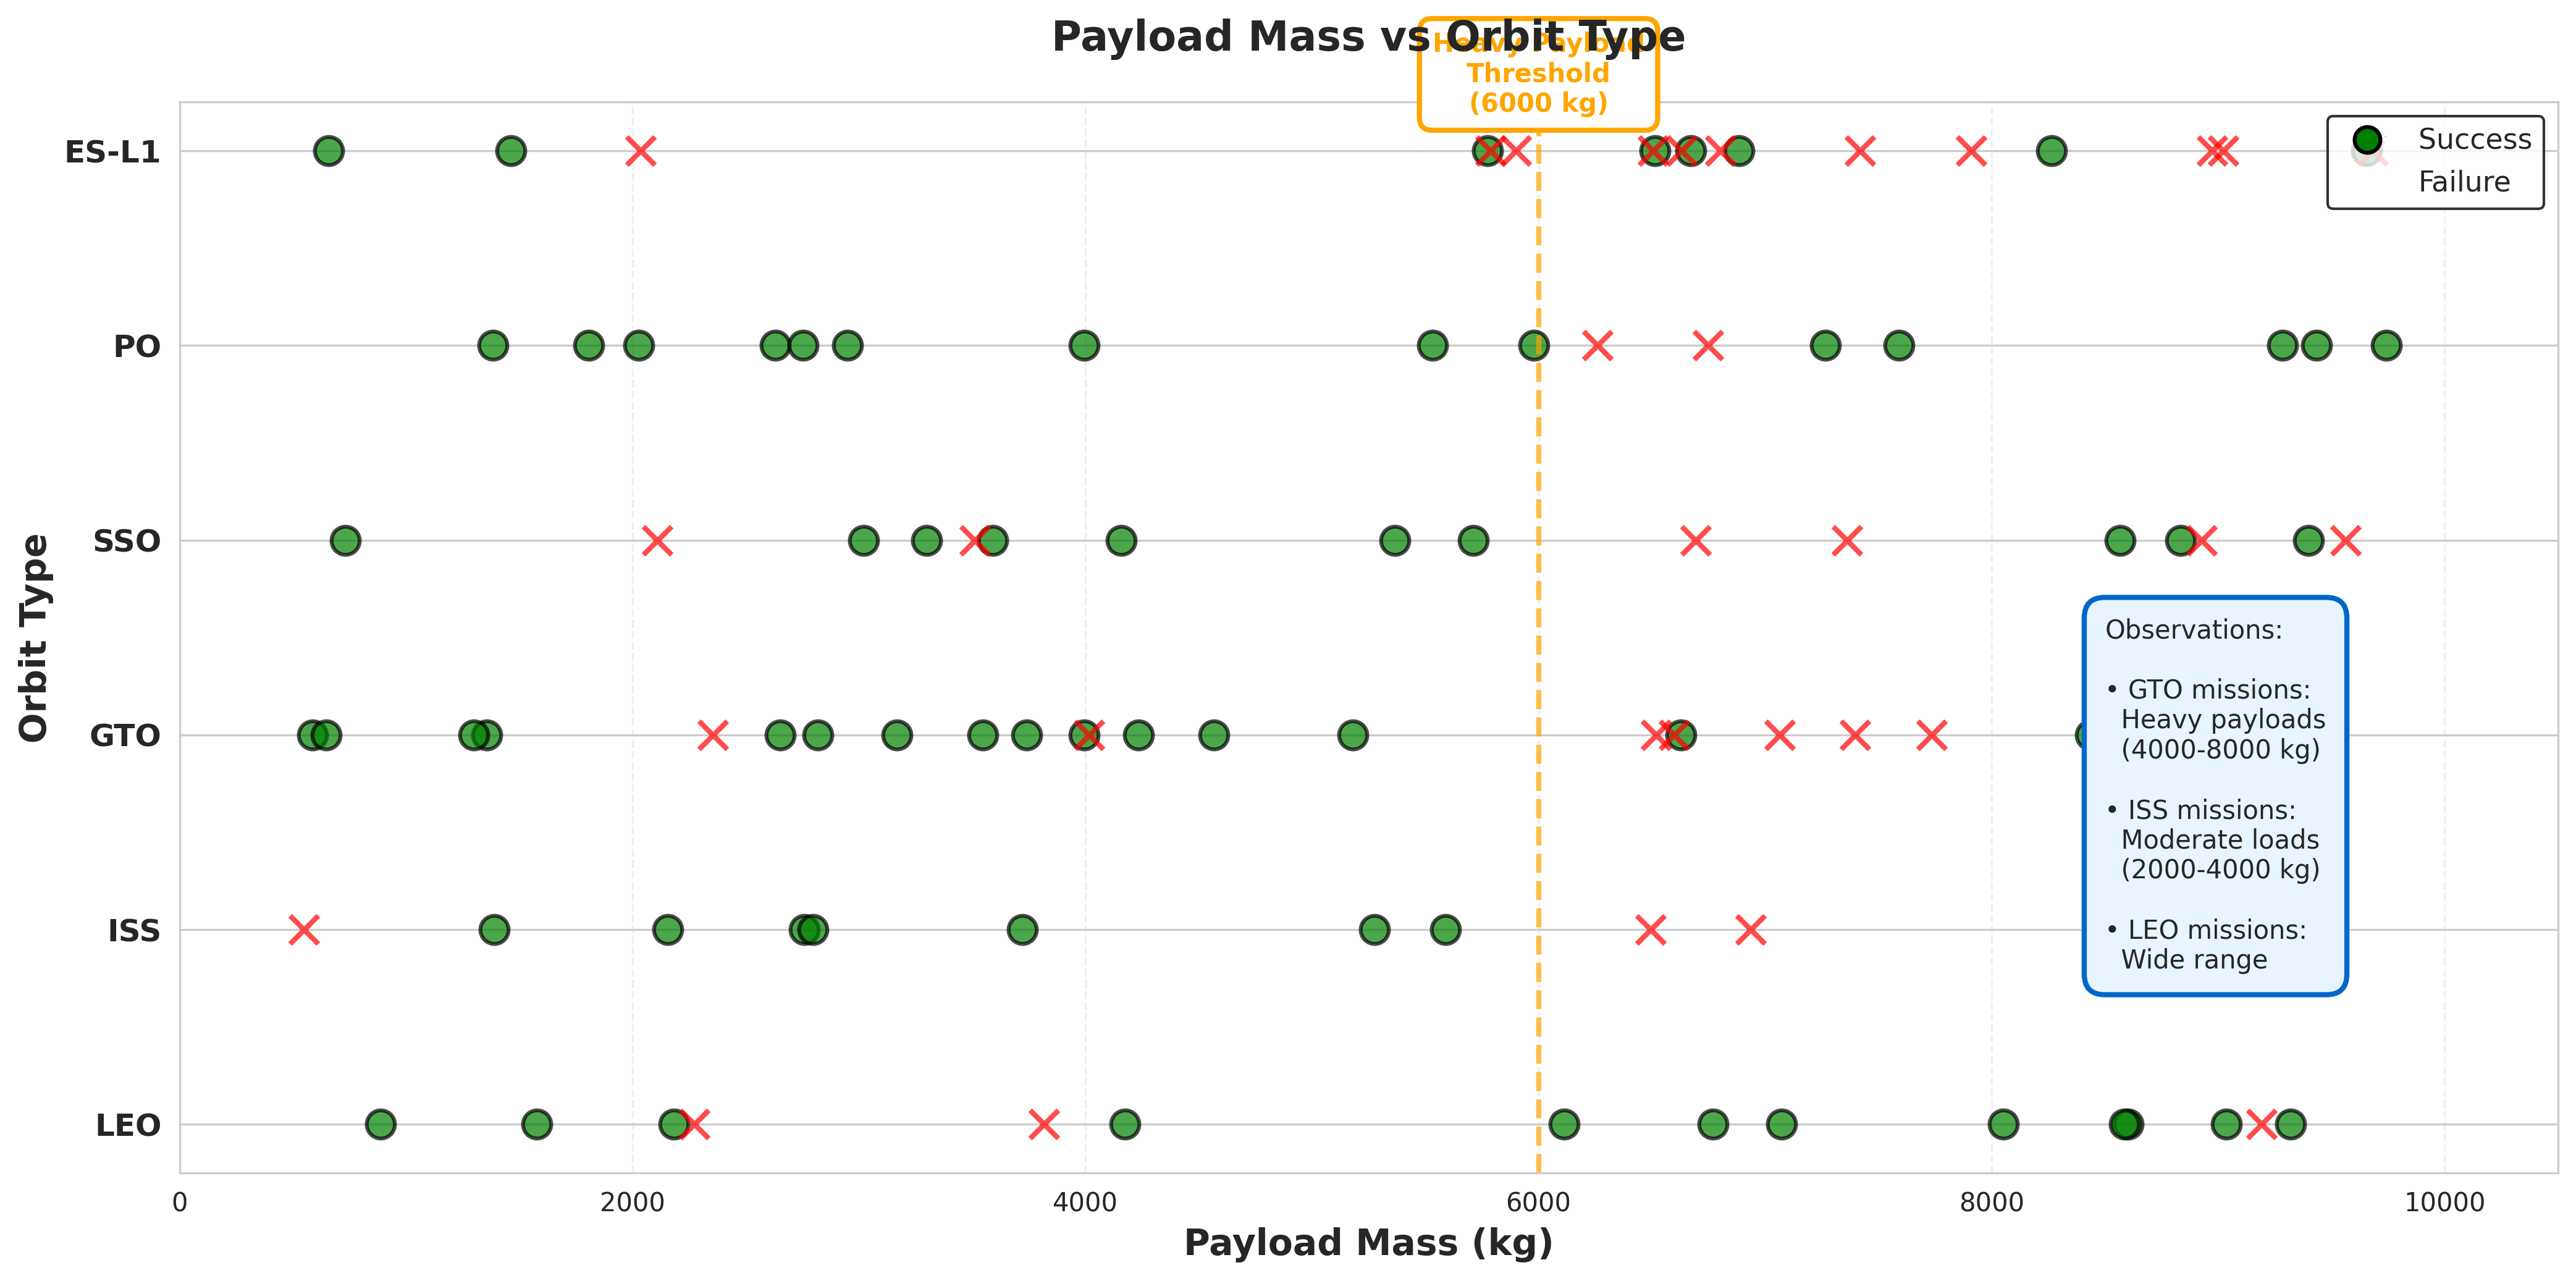 Payload Mass vs Orbit Type
Heavy Payload
Threshold
(6000 kg)
Success
Failure
Orbit Type
ES-L1
PO
SSO
GTO
ISS
LEO
Observations:
• GTO missions:
Heavy payloads
(4000-8000 kg)
• ISS missions:
Moderate loads
(2000-4000 kg)
• LEO missions:
Wide range
0 2000 4000 6000 8000 10000
Payload Mass (kg)